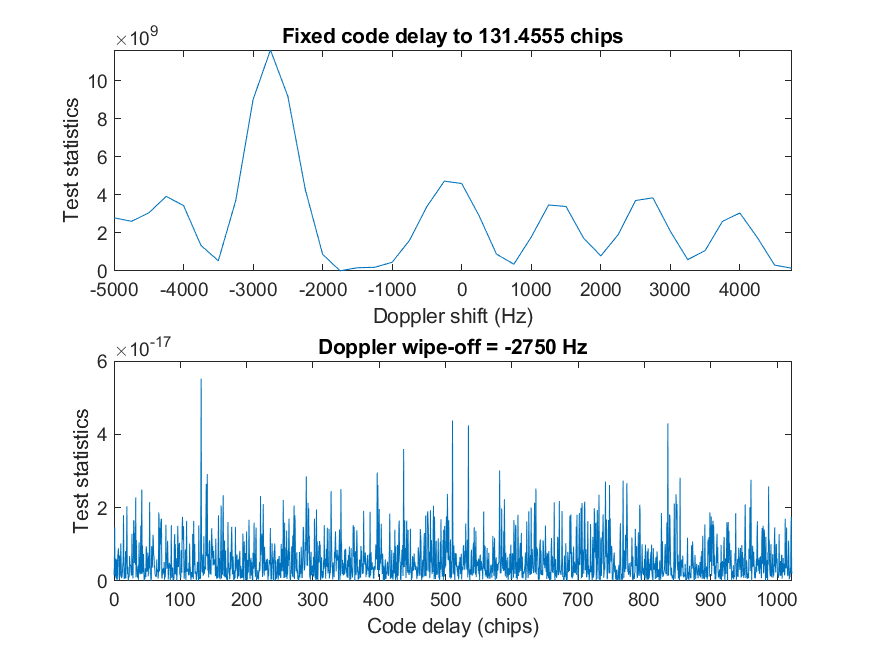 ×10^9
Fixed code delay to 131.4555 chips
Test statistics
10
8
6
4
2
0
-5000 -4000 -3000 -2000 -1000 0 1000 2000 3000 4000
Doppler shift (Hz)
×10^-17
Doppler wipe-off = -2750 Hz
Test statistics
6
4
2
0
0 100 200 300 400 500 600 700 800 900 1000
Code delay (chips)